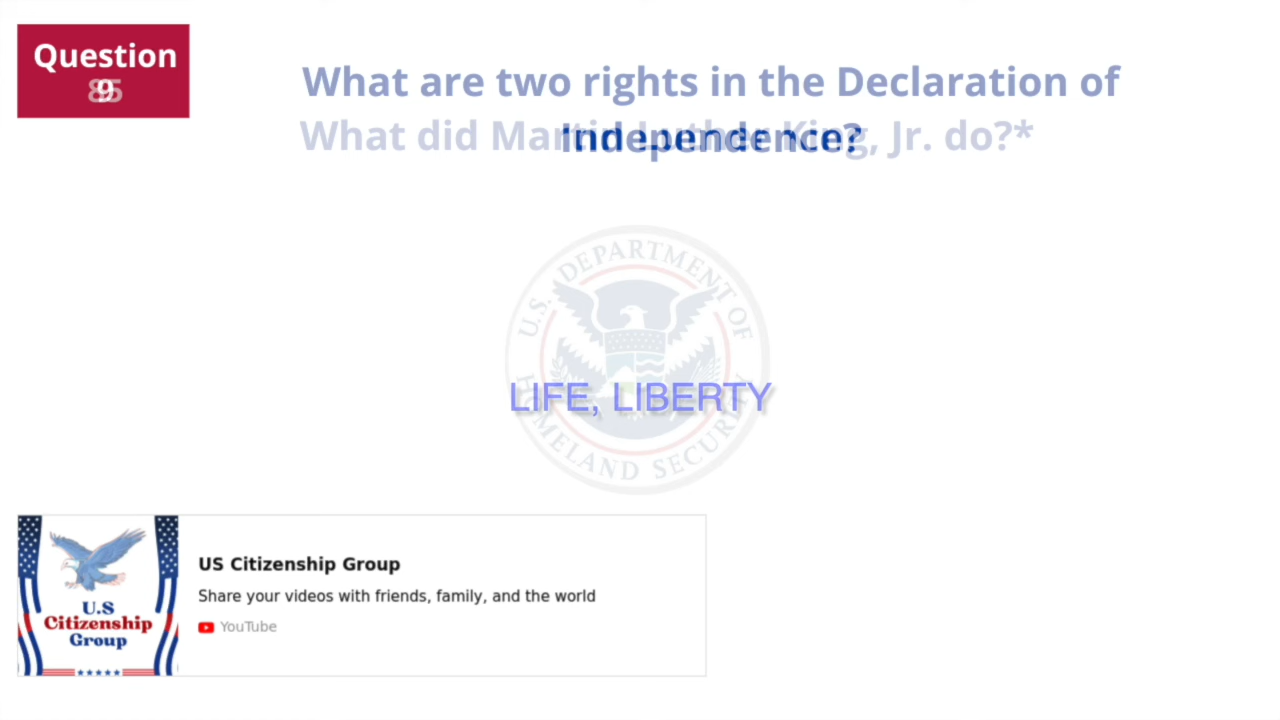 Question
9
85
What are two rights in the Declaration of
Independence?
What did Martin Luther King, Jr. do?*
U.S. DEPARTMENT OF
HOMELAND SECURITY
LIFE, LIBERTY
U.S
Citizenship
Group
US Citizenship Group
Share your videos with friends, family, and the world
YouTube